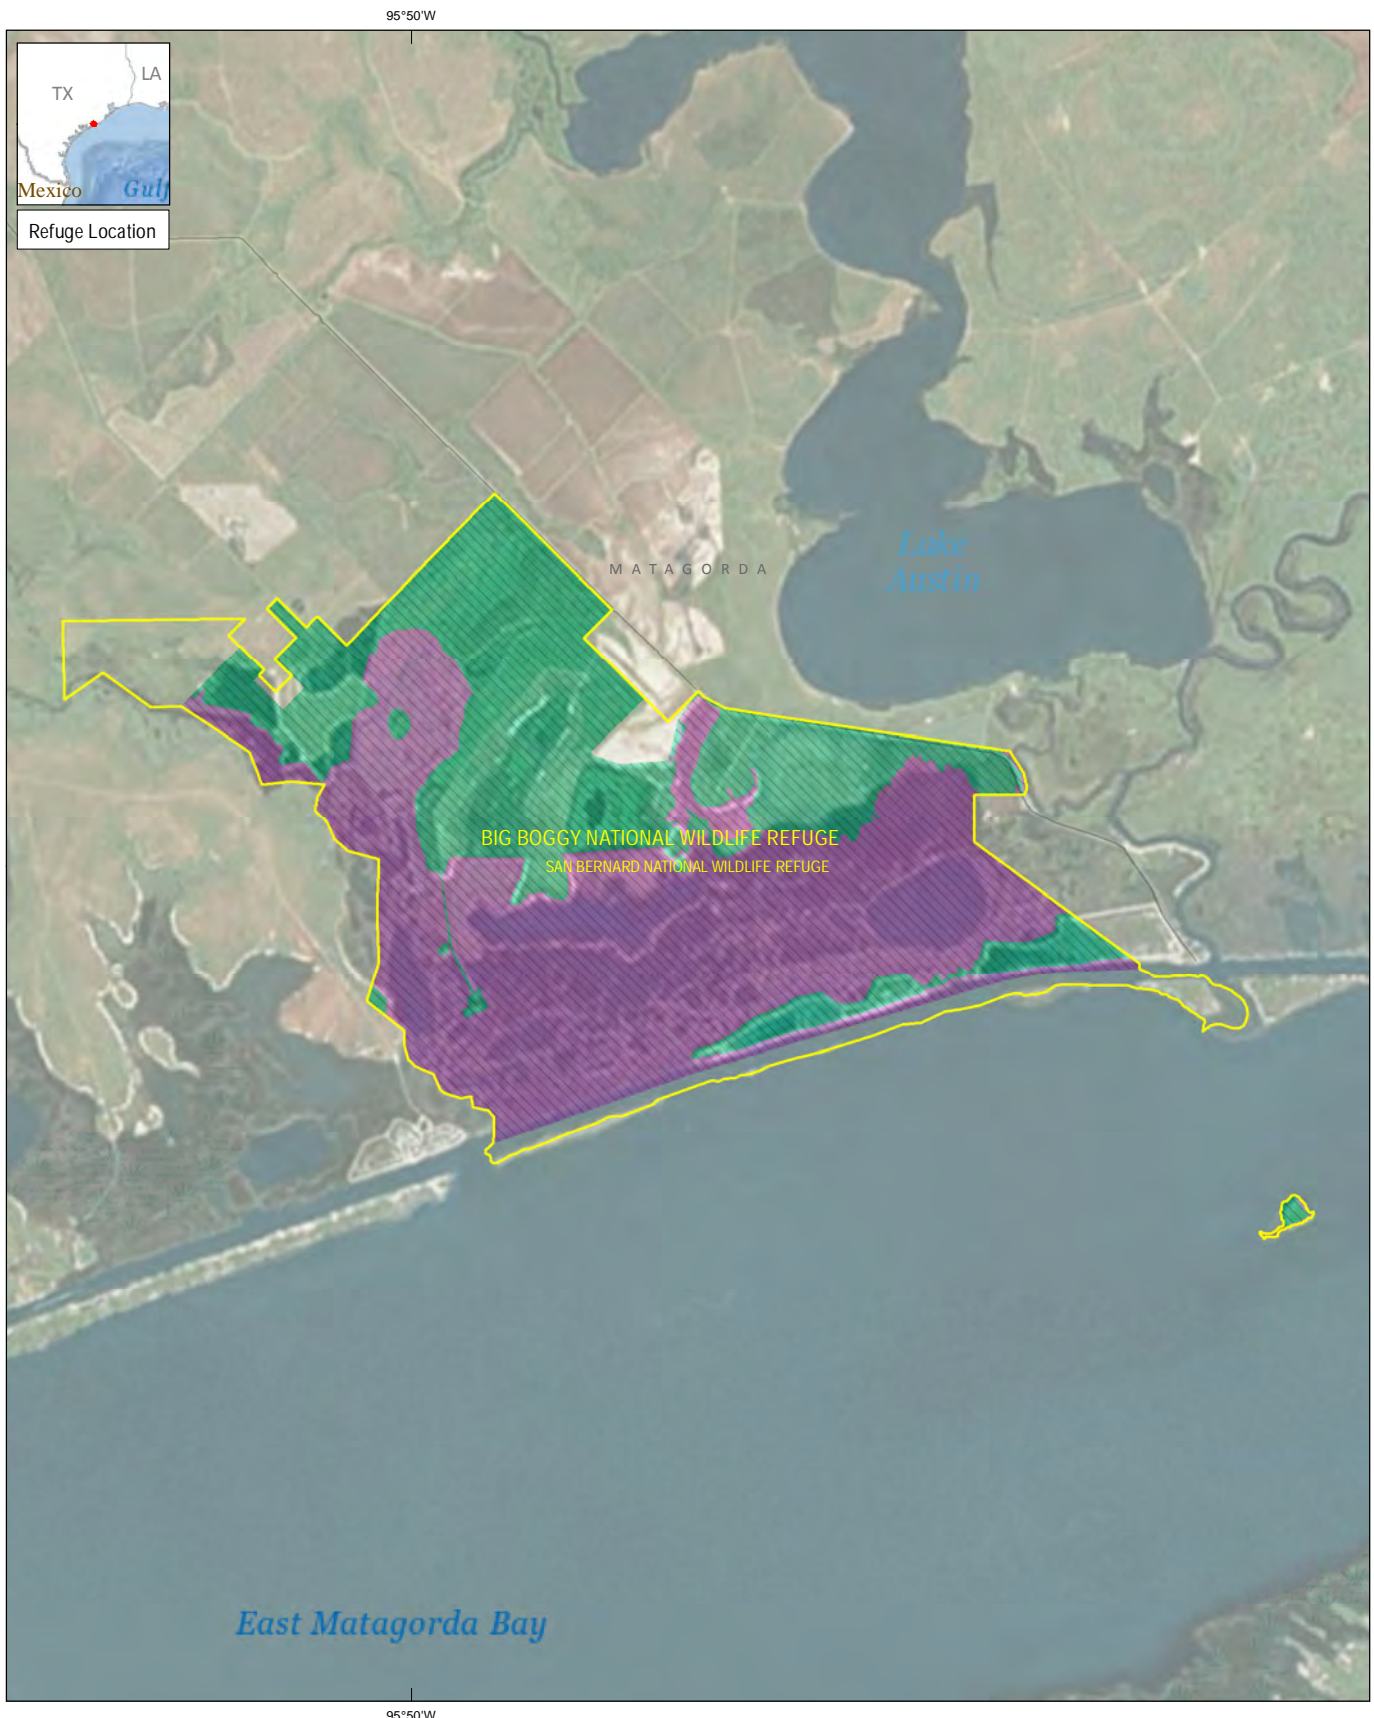 95°50'W
LA
TX
Mexico
Gulf
Refuge Location
Lake
Austin
MATAGORDA
BIG BOGGY NATIONAL WILDLIFE REFUGE
SAN BERNARD NATIONAL WILDLIFE REFUGE
East Matagorda Bay
95°50'W